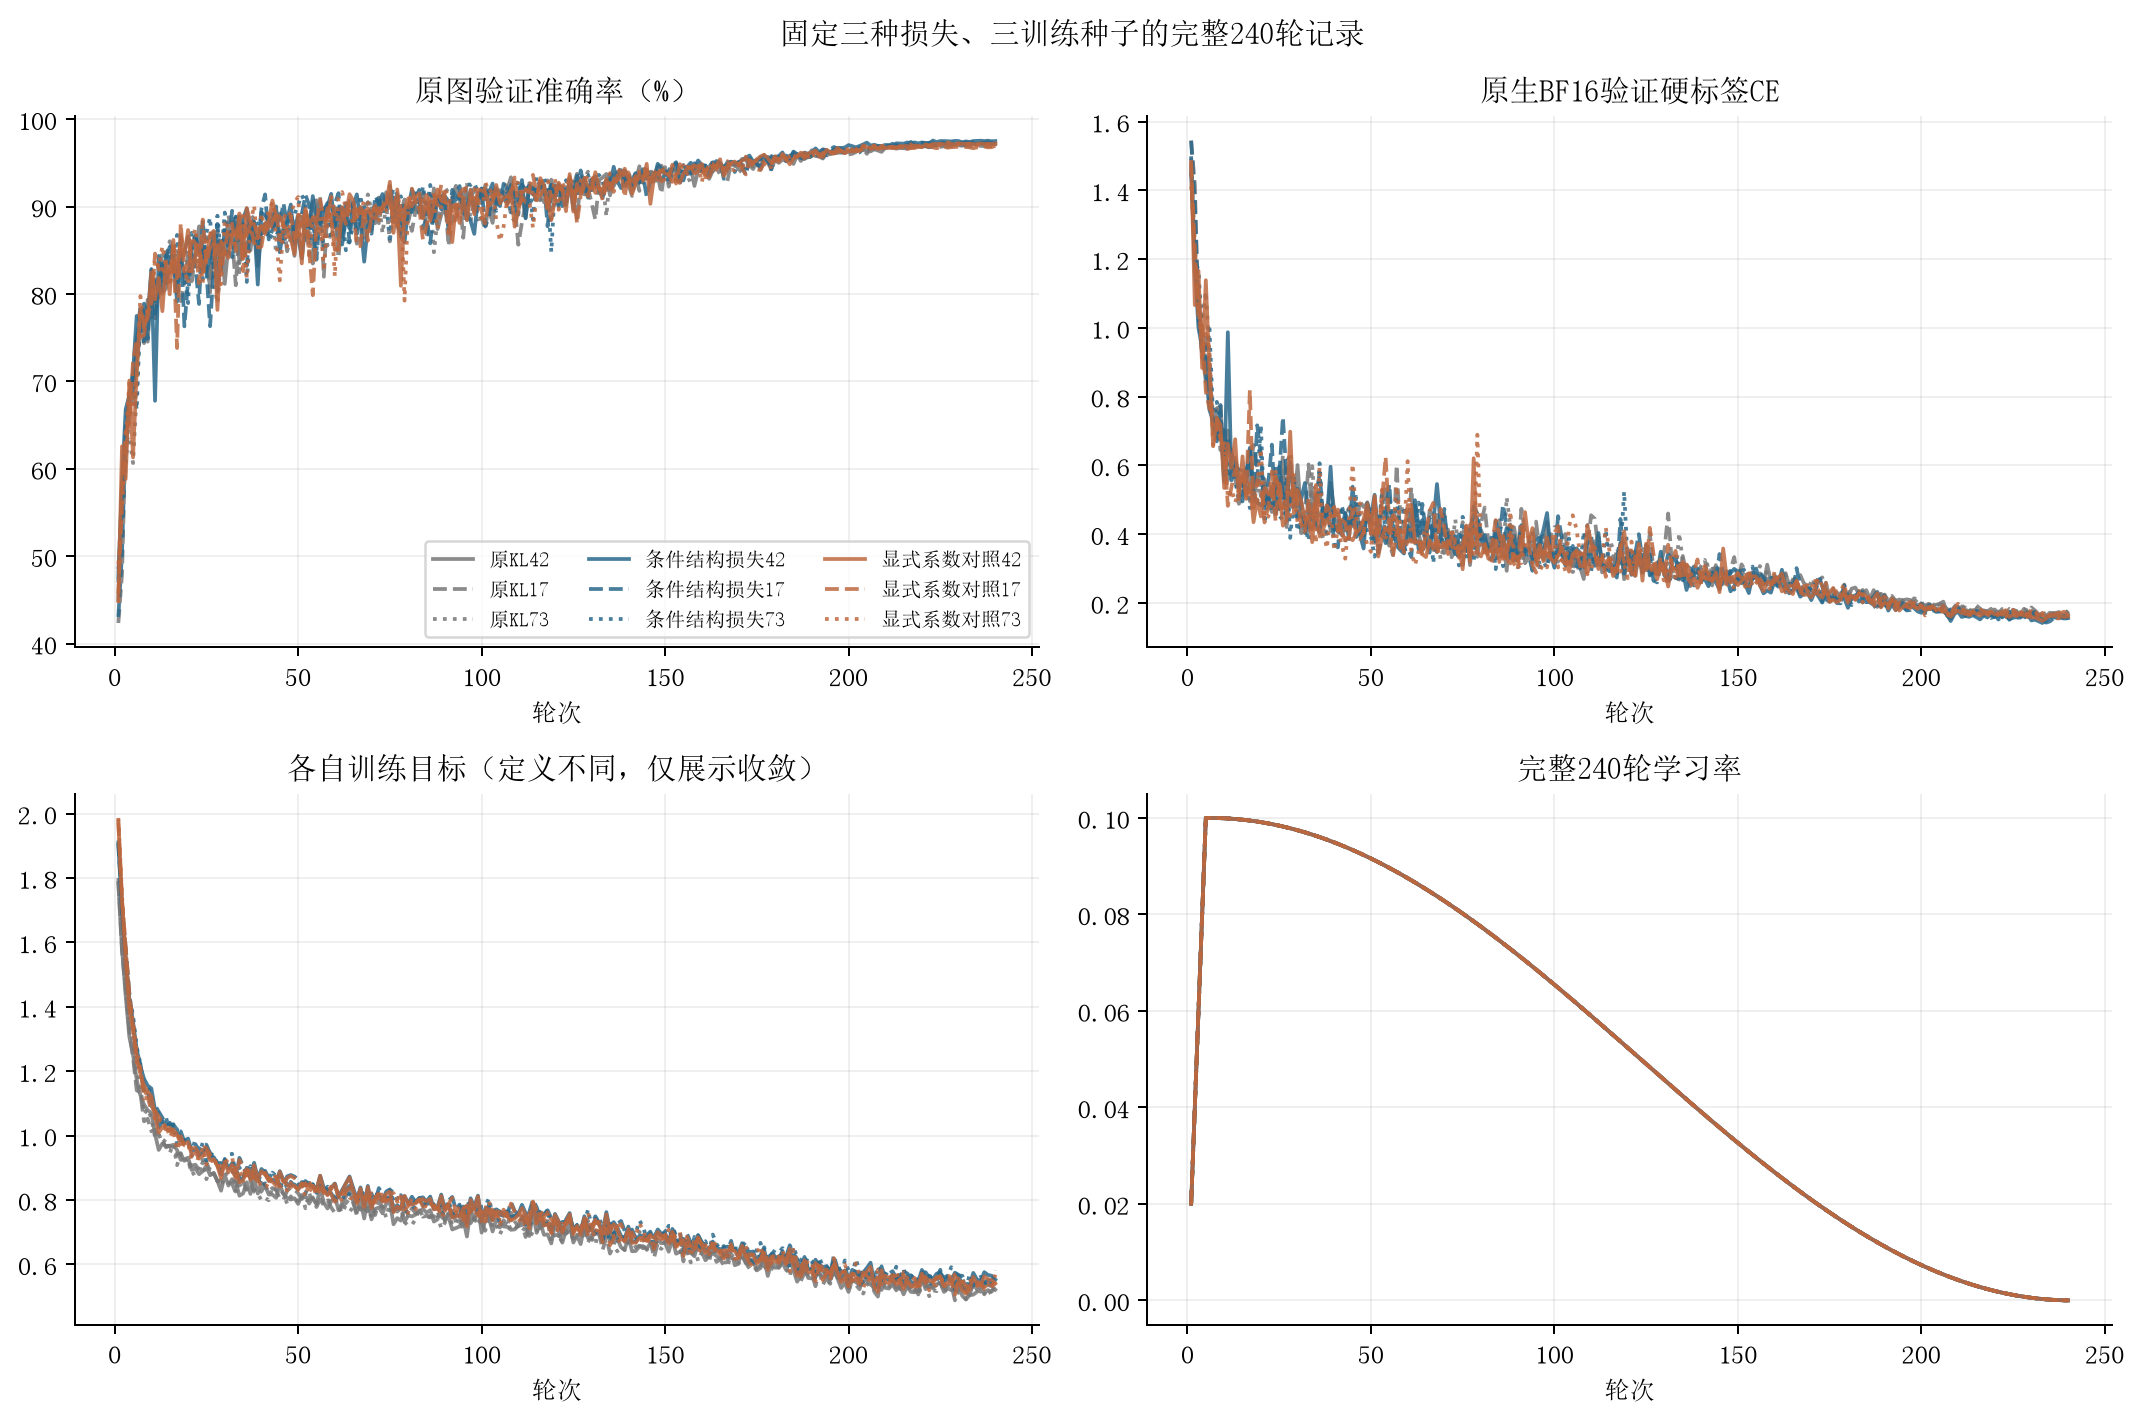 固定三种损失、三训练种子的完整240轮记录
原图验证准确率（%）
100
90
80
70
60
50
40
原KL42
条件结构损失42
显式系数对照42
原KL17
条件结构损失17
显式系数对照17
原KL73
条件结构损失73
显式系数对照73
0 50 100 150 200 250
轮次
原生BF16验证硬标签CE
1.6
1.4
1.2
1.0
0.8
0.6
0.4
0.2
0 50 100 150 200 250
轮次
各自训练目标（定义不同，仅展示收敛）
2.0
1.8
1.6
1.4
1.2
1.0
0.8
0.6
0 50 100 150 200 250
轮次
完整240轮学习率
0.10
0.08
0.06
0.04
0.02
0.00
0 50 100 150 200 250
轮次